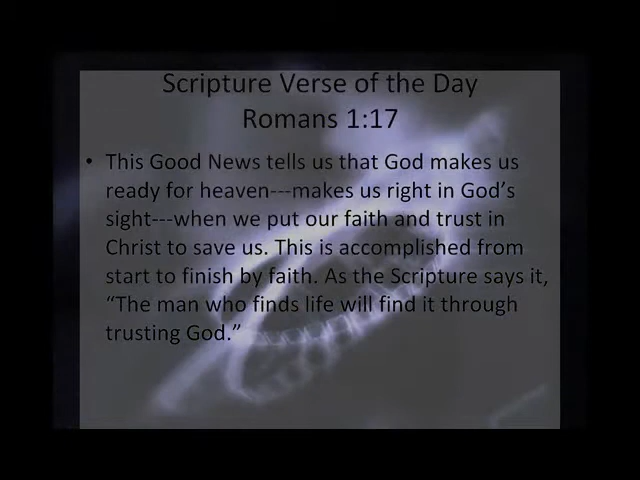 Scripture Verse of the Day
Romans 1:17
• This Good News tells us that God makes us
ready for heaven---makes us right in God's
sight---when we put our faith and trust in
Christ to save us. This is accomplished from
start to finish by faith. As the Scripture says it,
“The man who finds life will find it through
trusting God.”